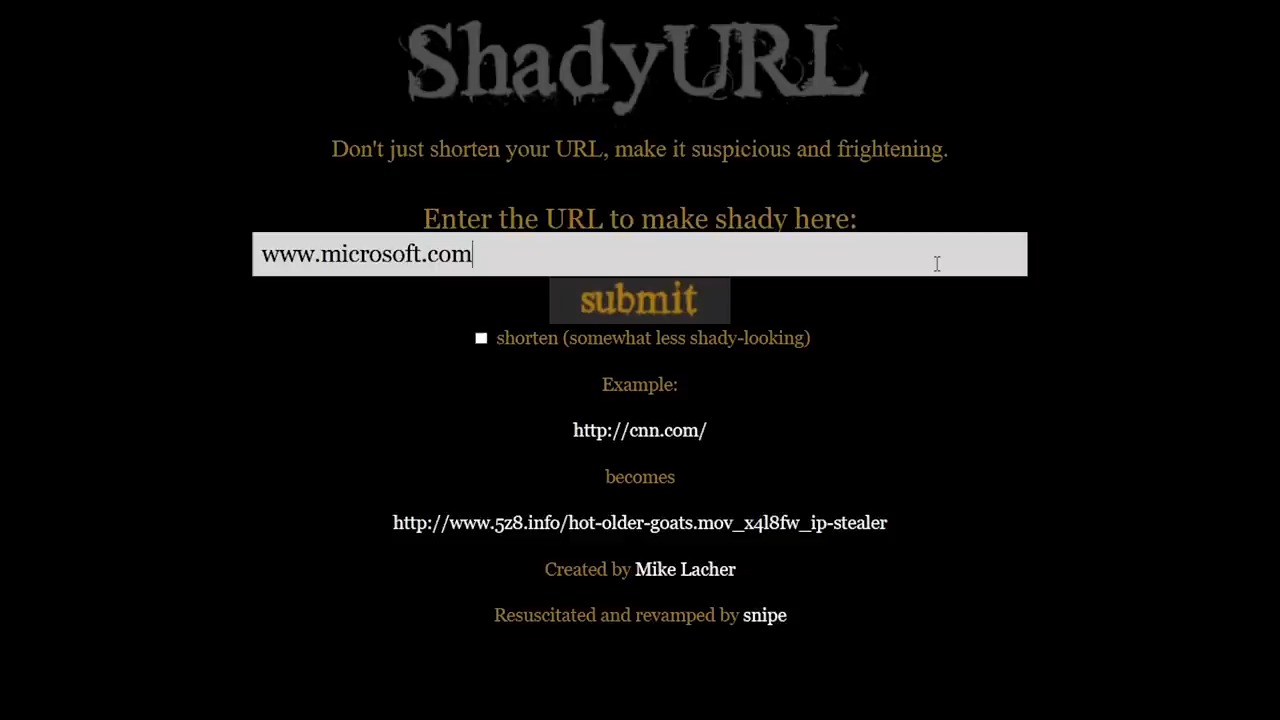 ShadyURL
Don't just shorten your URL, make it suspicious and frightening.
Enter the URL to make shady here:
www.microsoft.com
submit
shorten (somewhat less shady-looking)
Example:
http://cnn.com/
becomes
http://www.5z8.info/hot-older-goats.mov_x4l8fw_ip-stealer
Created by Mike Lacher
Resuscitated and revamped by snipe